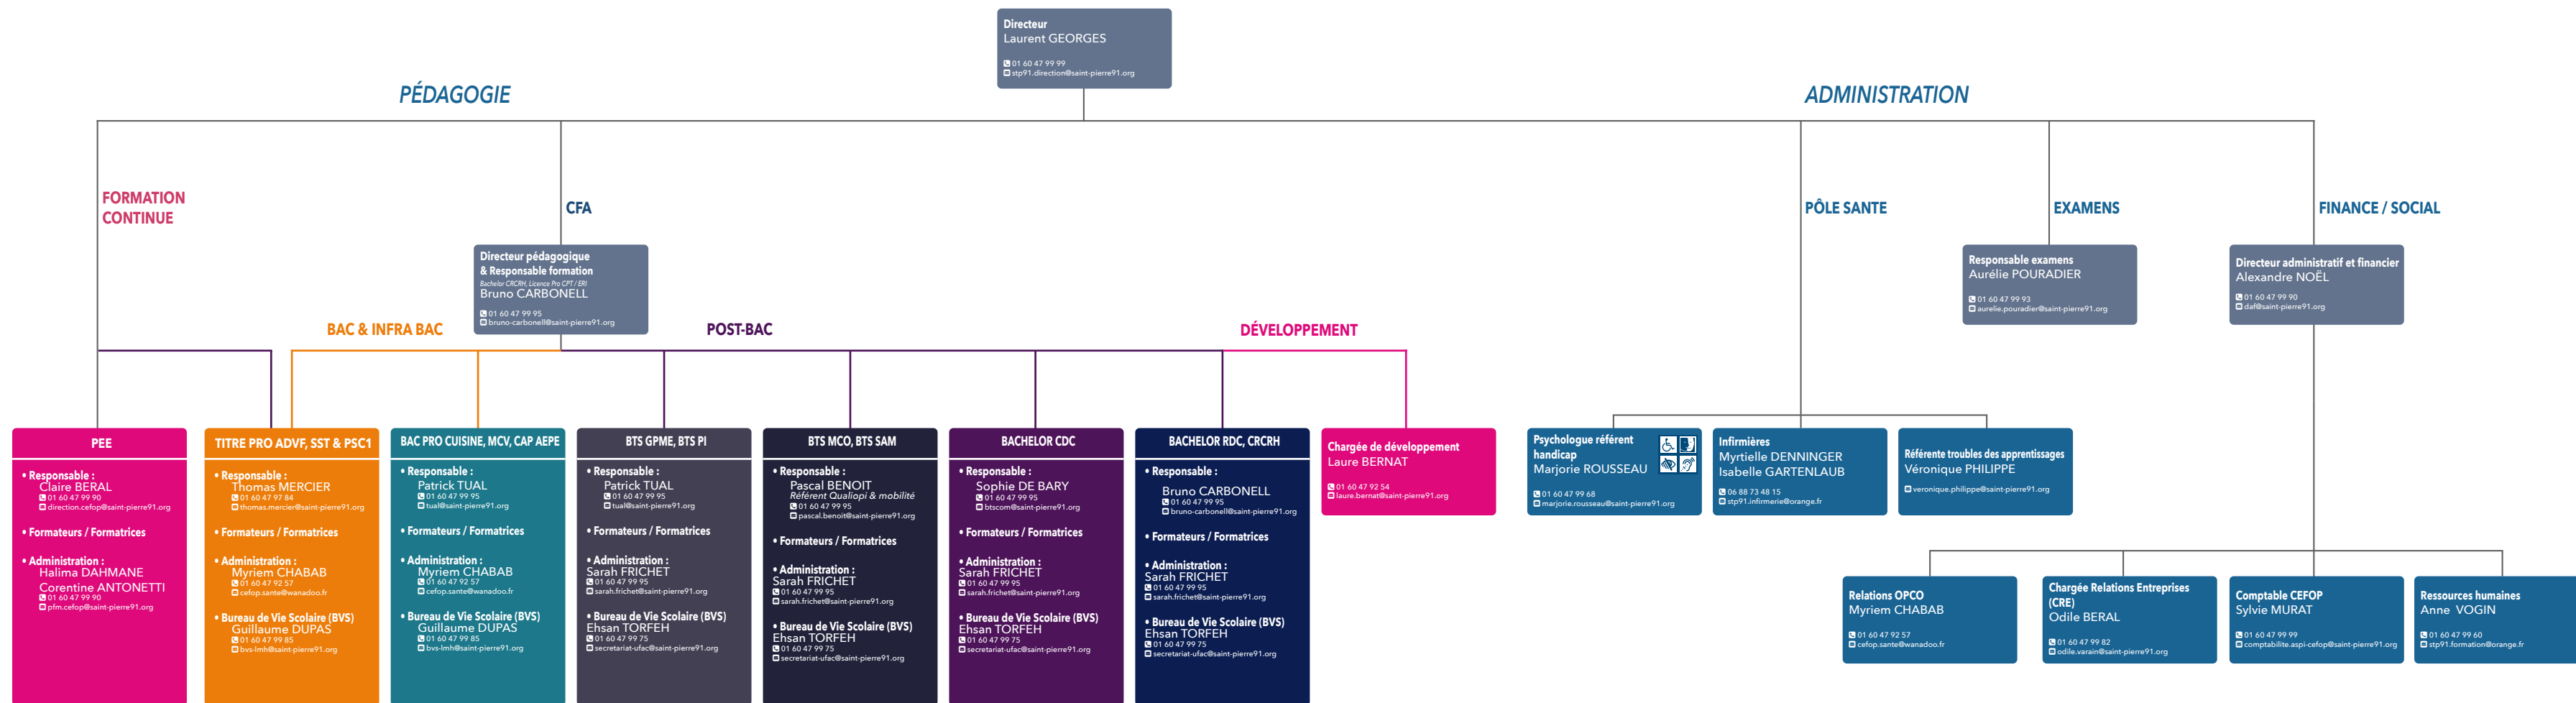 Directeur
Laurent GEORGES
01 60 47 99 99
stp91.direction@saint-pierre91.org
PÉDAGOGIE
ADMINISTRATION
FORMATION
CONTINUE
CFA
PÔLE SANTE
EXAMENS
FINANCE / SOCIAL
Directeur pédagogique
& Responsable formation
Bachelor CRCRH, Licence Pro CPT / ERI
Bruno CARBONELL
01 60 47 99 95
bruno-carbonell@saint-pierre91.org
Responsable examens
Aurélie POURADIER
01 60 47 99 93
aurelie.pouradier@saint-pierre91.org
Directeur administratif et financier
Alexandre NOËL
01 60 47 99 90
daf@saint-pierre91.org
BAC & INFRA BAC
POST-BAC
DÉVELOPPEMENT
PEE
• Responsable :
Claire BERAL
01 60 47 99 90
direction.cefop@saint-pierre91.org
• Formateurs / Formatrices
• Administration :
Halima DAHMANE
Corentine ANTONETTI
01 60 47 99 90
pfm.cefop@saint-pierre91.org
TITRE PRO ADVF, SST & PSC1
• Responsable :
Thomas MERCIER
01 60 47 97 84
thomas.mercier@saint-pierre91.org
• Formateurs / Formatrices
• Administration :
Myriem CHABAB
01 60 47 92 57
cefop.sante@wanadoo.fr
• Bureau de Vie Scolaire (BVS)
Guillaume DUPAS
01 60 47 99 85
bvs-lmh@saint-pierre91.org
BAC PRO CUISINE, MCV, CAP AEPE
• Responsable :
Patrick TUAL
01 60 47 99 95
tual@saint-pierre91.org
• Formateurs / Formatrices
• Administration :
Myriem CHABAB
01 60 47 92 57
cefop.sante@wanadoo.fr
• Bureau de Vie Scolaire (BVS)
Guillaume DUPAS
01 60 47 99 85
bvs-lmh@saint-pierre91.org
BTS GPME, BTS PI
• Responsable :
Patrick TUAL
01 60 47 99 95
tual@saint-pierre91.org
• Formateurs / Formatrices
• Administration :
Sarah FRICHET
01 60 47 99 95
sarah.frichet@saint-pierre91.org
• Bureau de Vie Scolaire (BVS)
Ehsan TORFEH
01 60 47 99 75
secretariat-ufac@saint-pierre91.org
BTS MCO, BTS SAM
• Responsable :
Pascal BENOIT
Référent Qualiopi & mobilité
01 60 47 99 95
pascal.benoit@saint-pierre91.org
• Formateurs / Formatrices
• Administration :
Sarah FRICHET
01 60 47 99 95
sarah.frichet@saint-pierre91.org
• Bureau de Vie Scolaire (BVS)
Ehsan TORFEH
01 60 47 99 75
secretariat-ufac@saint-pierre91.org
BACHELOR CDC
• Responsable :
Sophie DE BARY
01 60 47 99 95
btscom@saint-pierre91.org
• Formateurs / Formatrices
• Administration :
Sarah FRICHET
01 60 47 99 95
sarah.frichet@saint-pierre91.org
• Bureau de Vie Scolaire (BVS)
Ehsan TORFEH
01 60 47 99 75
secretariat-ufac@saint-pierre91.org
BACHELOR RDC, CRCRH
• Responsable :
Bruno CARBONELL
01 60 47 99 95
bruno-carbonell@saint-pierre91.org
• Formateurs / Formatrices
• Administration :
Sarah FRICHET
01 60 47 99 95
sarah.frichet@saint-pierre91.org
• Bureau de Vie Scolaire (BVS)
Ehsan TORFEH
01 60 47 99 75
secretariat-ufac@saint-pierre91.org
Chargée de développement
Laure BERNAT
01 60 47 92 54
laure.bernat@saint-pierre91.org
Psychologue référent
handicap
Marjorie ROUSSEAU
01 60 47 99 68
marjorie.rousseau@saint-pierre91.org
Infirmières
Myrtielle DENNINGER
Isabelle GARTENLAUB
06 88 73 48 15
stp91.infirmerie@orange.fr
Référente troubles des apprentissages
Véronique PHILIPPE
veronique.philippe@saint-pierre91.org
Relations OPCO
Myriem CHABAB
01 60 47 92 57
cefop.sante@wanadoo.fr
Chargée Relations Entreprises
(CRE)
Odile BERAL
01 60 47 99 82
odile.varain@saint-pierre91.org
Comptable CEFOP
Sylvie MURAT
01 60 47 99 99
comptabilite.aspi-cefop@saint-pierre91.org
Ressources humaines
Anne VOGIN
01 60 47 99 60
stp91.formation@orange.fr